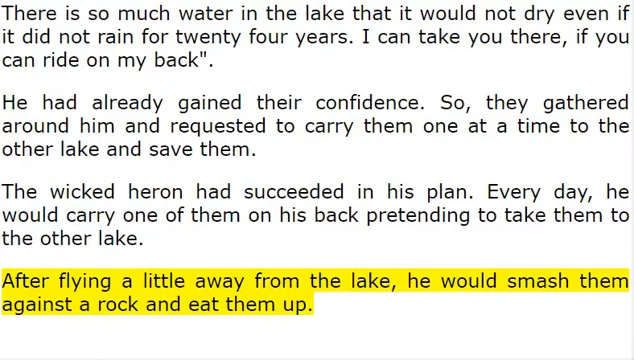 There is so much water in the lake that it would not dry even if
it did not rain for twenty four years. I can take you there, if you
can ride on my back".
He had already gained their confidence. So, they gathered
around him and requested to carry them one at a time to the
other lake and save them.
The wicked heron had succeeded in his plan. Every day, he
would carry one of them on his back pretending to take them to
the other lake.
After flying a little away from the lake, he would smash them
against a rock and eat them up.